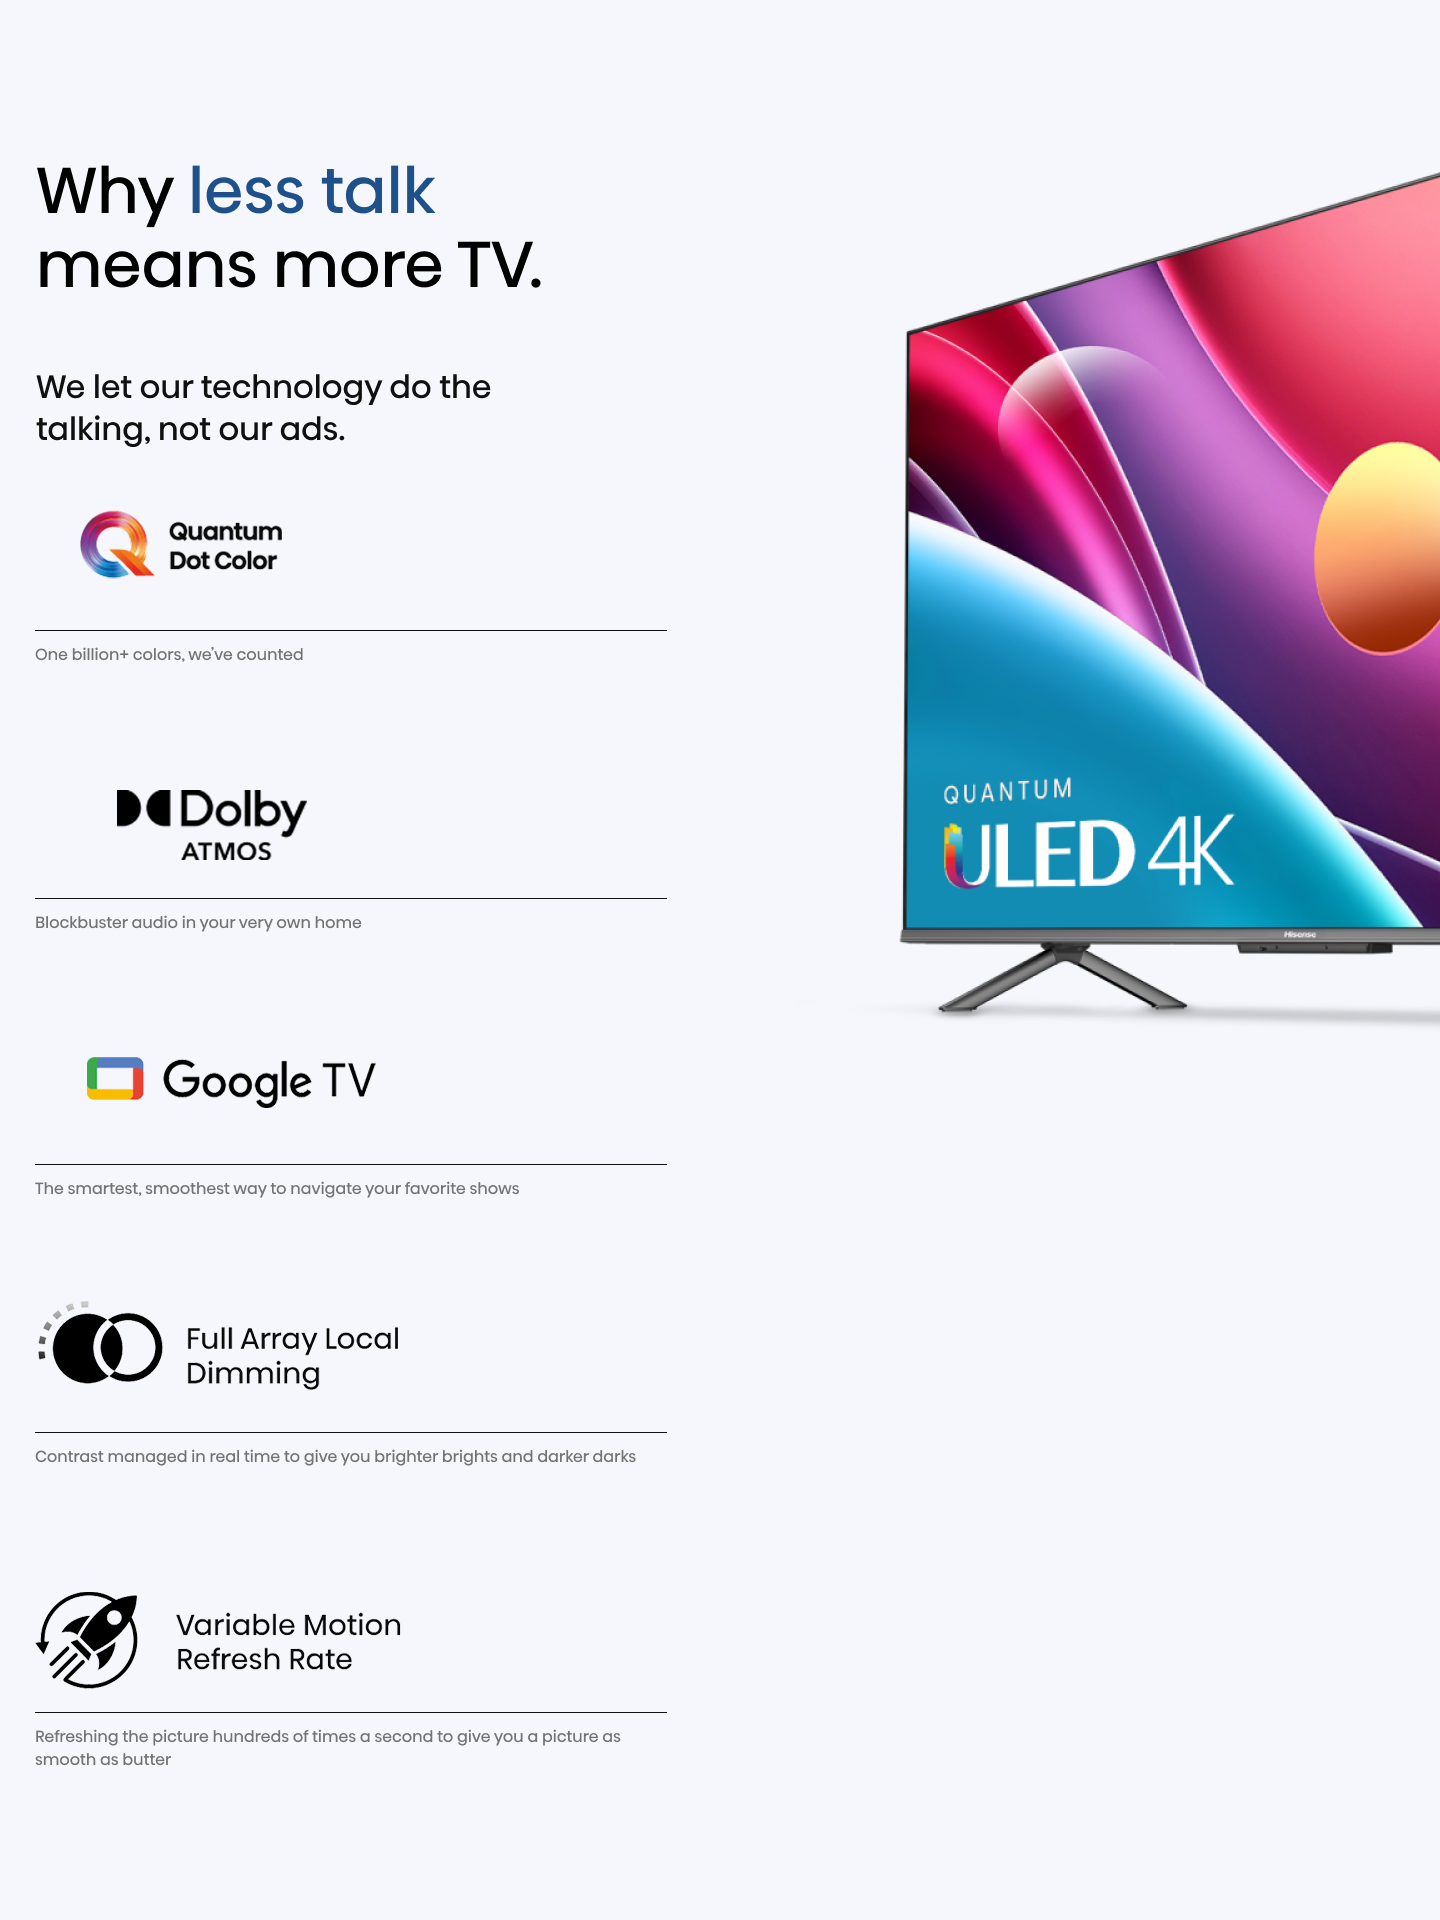 Why less talk
means more TV.
We let our technology do the
talking, not our ads.
Quantum
Dot Color
One billion+ colors, we've counted
Dolby
ATMOS
Blockbuster audio in your very own home
Google TV
The smartest, smoothest way to navigate your favorite shows
Full Array Local
Dimming
Contrast managed in real time to give you brighter brights and darker darks
Variable Motion
Refresh Rate
Refreshing the picture hundreds of times a second to give you a picture as
smooth as butter
QUANTUM
ULED 4K
Hisense